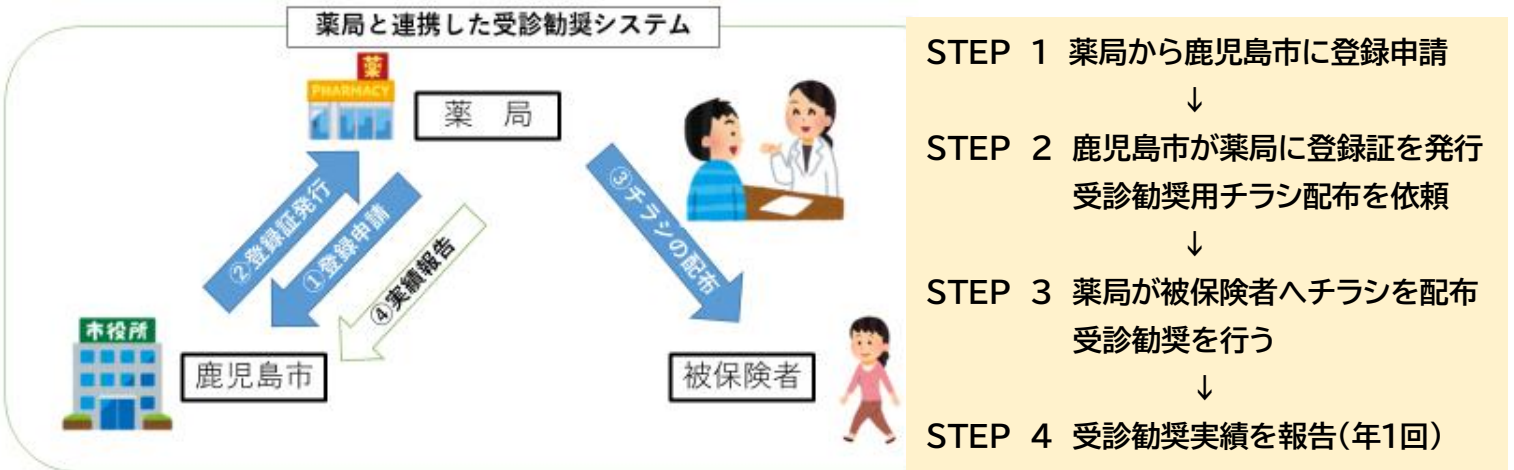 薬局と連携した受診勧奨システム
薬
PHARMACY
薬 局
②登録証発行
①登録申請
④実績報告
③チラシの配布
市役所
鹿児島市
被保険者
STEP 1 薬局から鹿児島市に登録申請
↓
STEP 2 鹿児島市が薬局に登録証を発行
受診勧奨用チラシ配布を依頼
↓
STEP 3 薬局が被保険者へチラシを配布
受診勧奨を行う
↓
STEP 4 受診勧奨実績を報告(年1回)